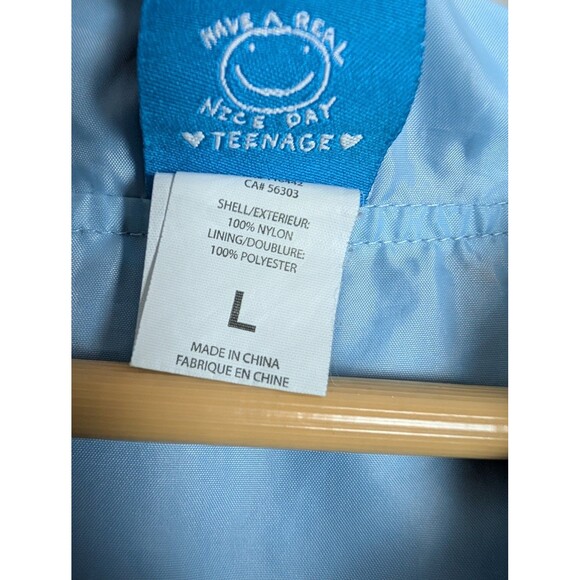 HAVE A REAL
NICE DAY
TEENAGE
CA# 56303
SHELL/EXTERIEUR:
100% NYLON
LINING/DOUBLURE:
100% POLYESTER
L
MADE IN CHINA
FABRIQUE EN CHINE